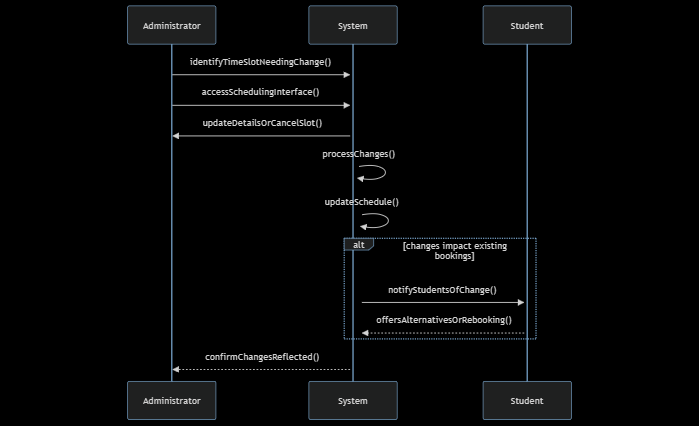 Administrator
System
Student
identifyTimeSlotNeedingChange()
accessSchedulingInterface()
updateDetailsOrCancelSlot()
processChanges()
updateSchedule()
alt
[changes impact existing
bookings]
notifyStudentsOfChange()
offersAlternativesOrRebooking()
confirmChangesReflected()
Administrator
System
Student